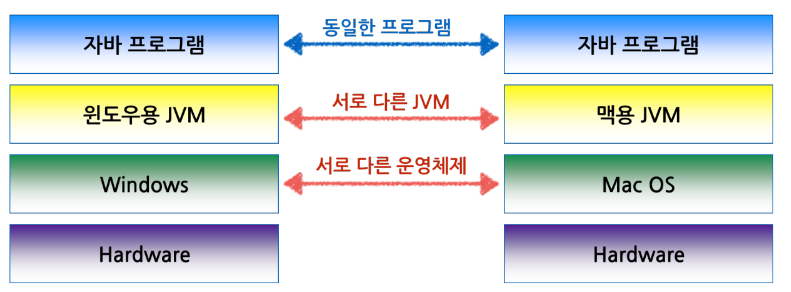 자바 프로그램
동일한 프로그램
자바 프로그램
윈도우용 JVM
서로 다른 JVM
맥용 JVM
Windows
서로 다른 운영체제
Mac OS
Hardware
Hardware